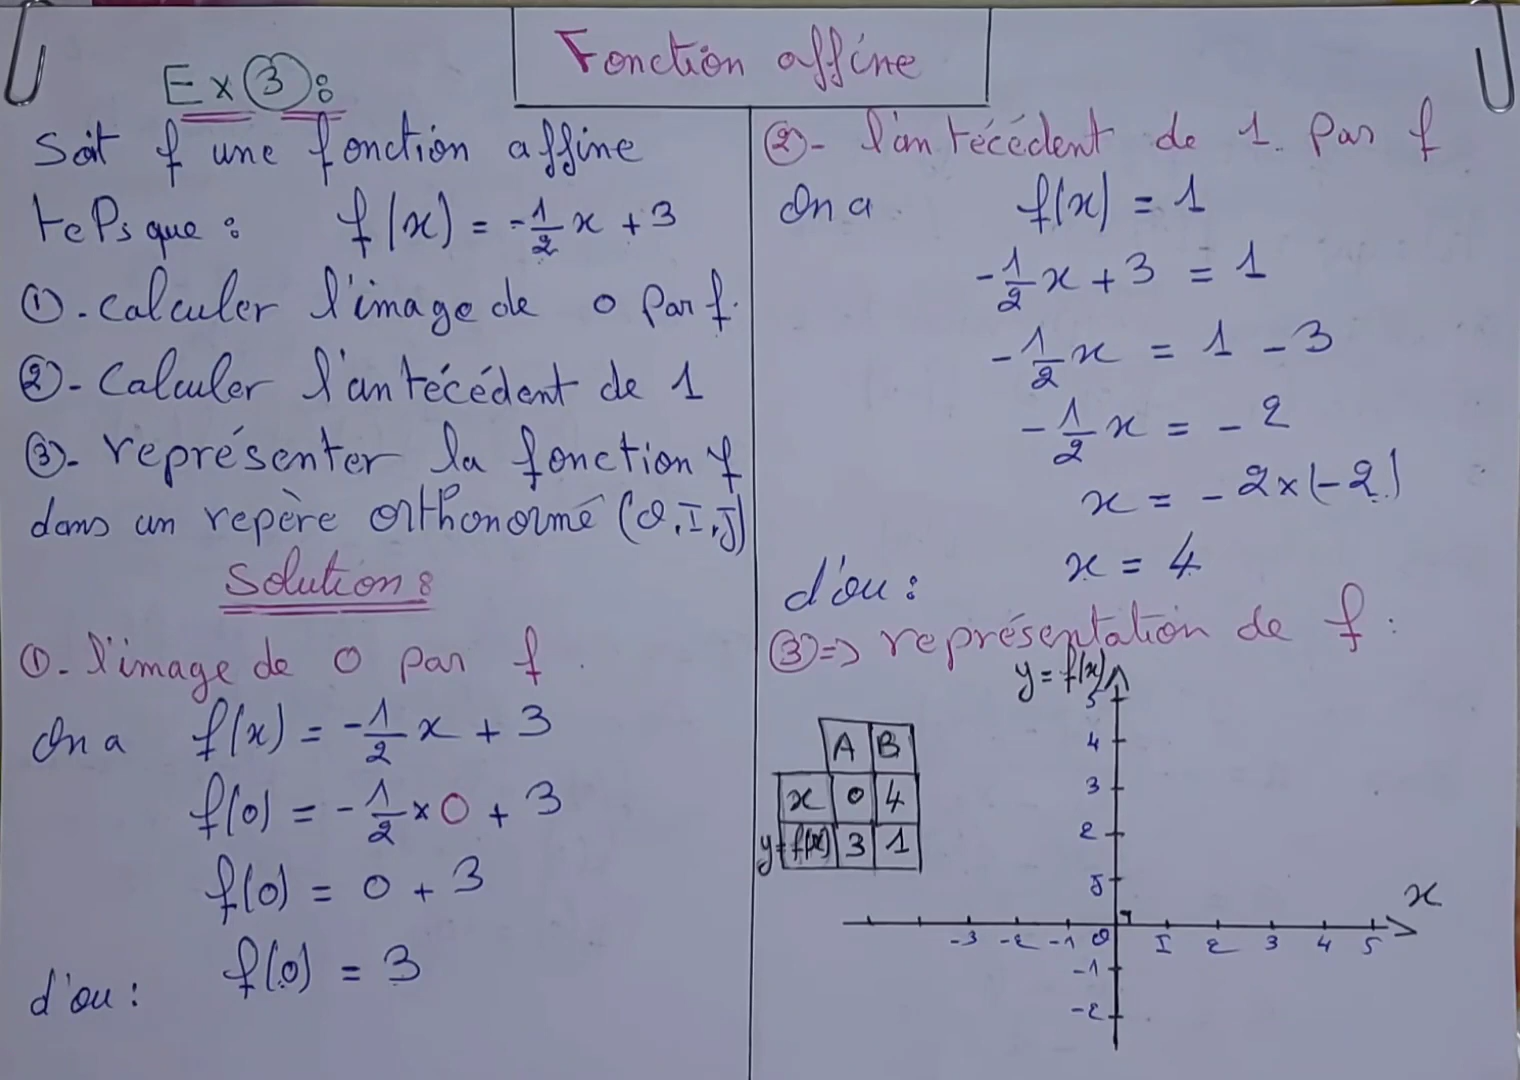 Fonction affine
Ex ③:
Soit f une fonction affine
tels que : f(x) = -1/2 x + 3
①. Calculer l'image de 0 par f.
②- Calculer l'antécédent de 1
③- représenter la fonction f
dans un repère orthonormé (O,I,J)
Solution :
①- l'image de 0 par f.
On a f(x) = -1/2 x + 3
f(0) = -1/2 × 0 + 3
f(0) = 0 + 3
d'ou : f(0) = 3
②- l'antécédent de 1 par f
On a f(x) = 1
-1/2 x + 3 = 1
-1/2 x = 1 - 3
-1/2 x = -2
x = -2×(-2)
d'ou : x = 4
③=> représentation de f :
A B
x 0 4
y=f(x) 3 1
y = f(x)
5
4
3
2
J
x
-3 -2 -1 0 I 2 3 4 5
-1
-2